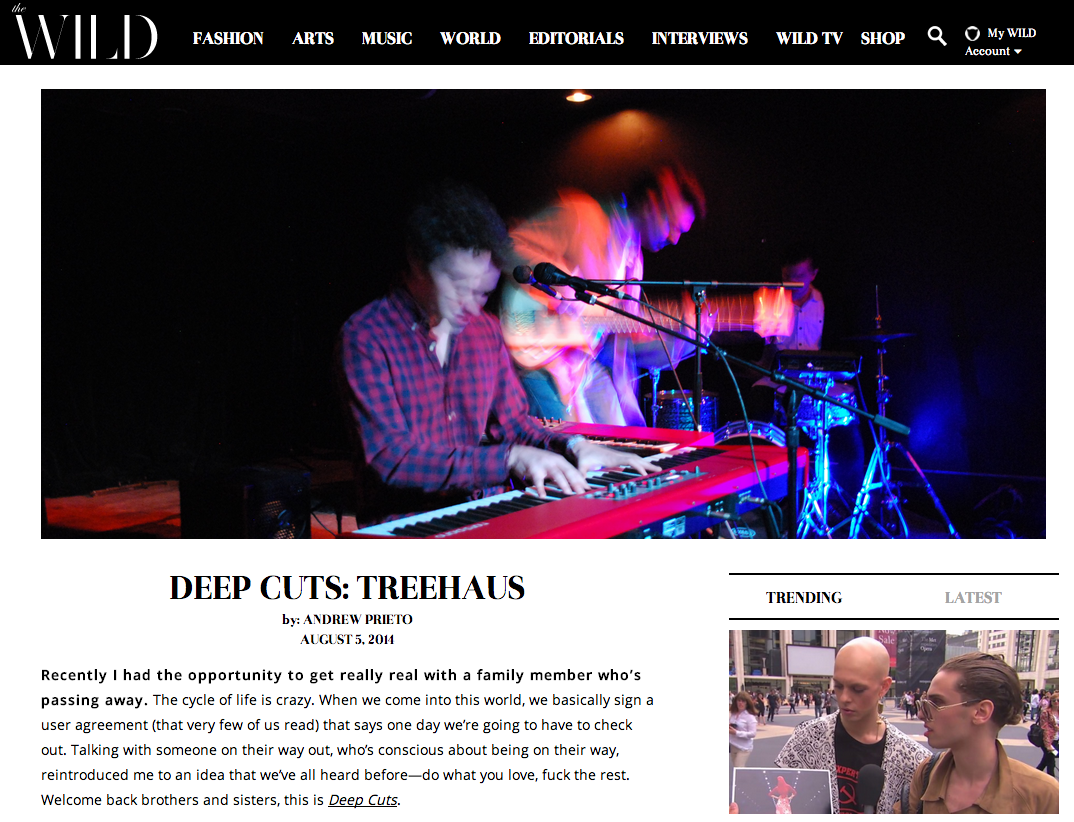 the
WILD
FASHION ARTS MUSIC WORLD EDITORIALS INTERVIEWS WILD TV SHOP My WILD
Account
DEEP CUTS: TREEHAUS
by: ANDREW PRIETO
AUGUST 5, 2014
Recently I had the opportunity to get really real with a family member who’s
passing away. The cycle of life is crazy. When we come into this world, we basically sign a
user agreement (that very few of us read) that says one day we’re going to have to check
out. Talking with someone on their way out, who’s conscious about being on their way,
reintroduced me to an idea that we’ve all heard before—do what you love, fuck the rest.
Welcome back brothers and sisters, this is Deep Cuts.
TRENDING LATEST
Sale
Open